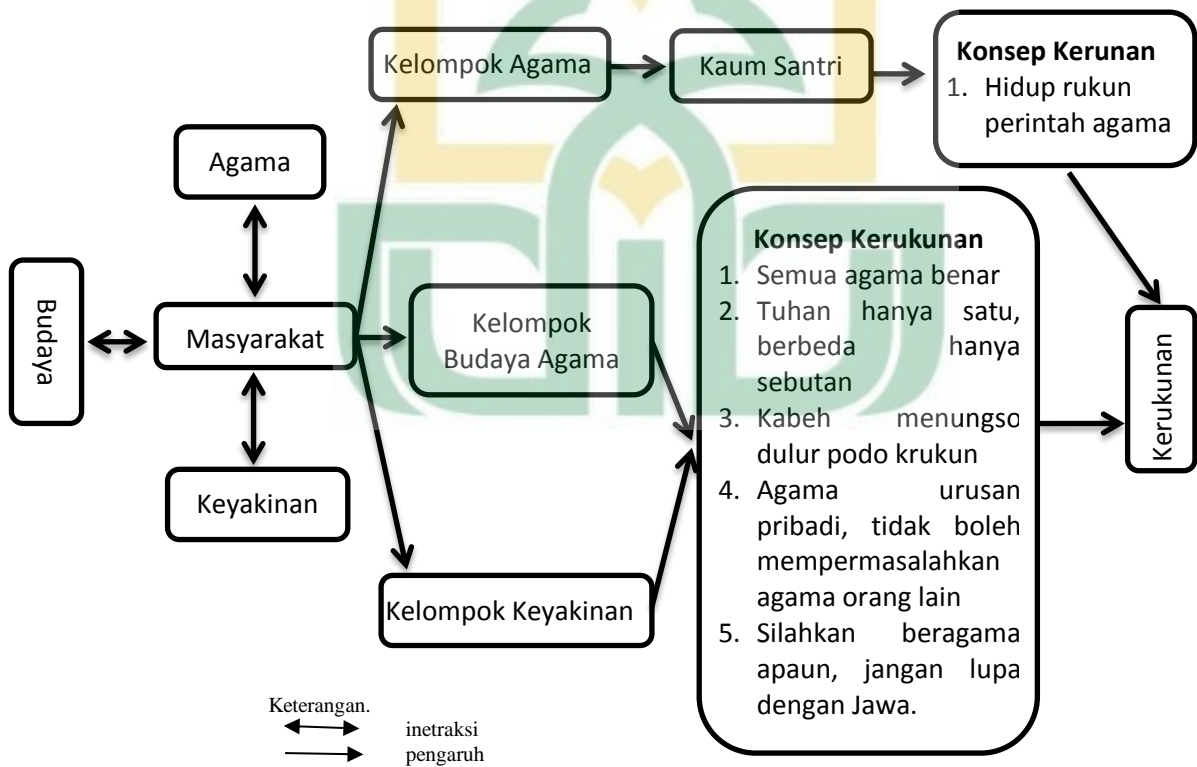 Kelompok Agama
Kaum Santri
Konsep Kerunan
1. Hidup rukun
perintah agama
Agama
Budaya
Masyarakat
Keyakinan
Kelompok
Budaya Agama
Kelompok Keyakinan
Konsep Kerukunan
1. Semua agama benar
2. Tuhan hanya satu,
berbeda hanya
sebutan
3. Kabeh menungso
dulur podo krukun
4. Agama urusan
pribadi, tidak boleh
mempermasalahkan
agama orang lain
5. Silahkan beragama
apaun, jangan lupa
dengan Jawa.
Kerukunan
Keterangan.
inetraksi
pengaruh